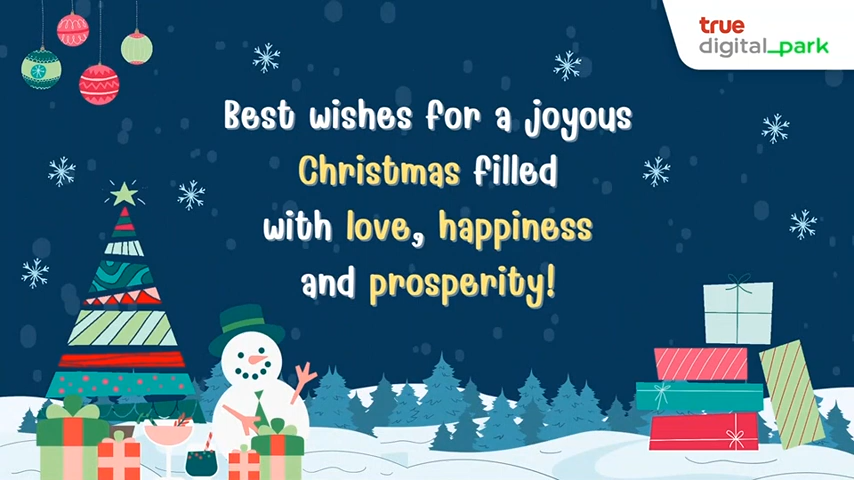 true
digital_park
Best wishes for a joyous
Christmas filled
with love, happiness
and prosperity!